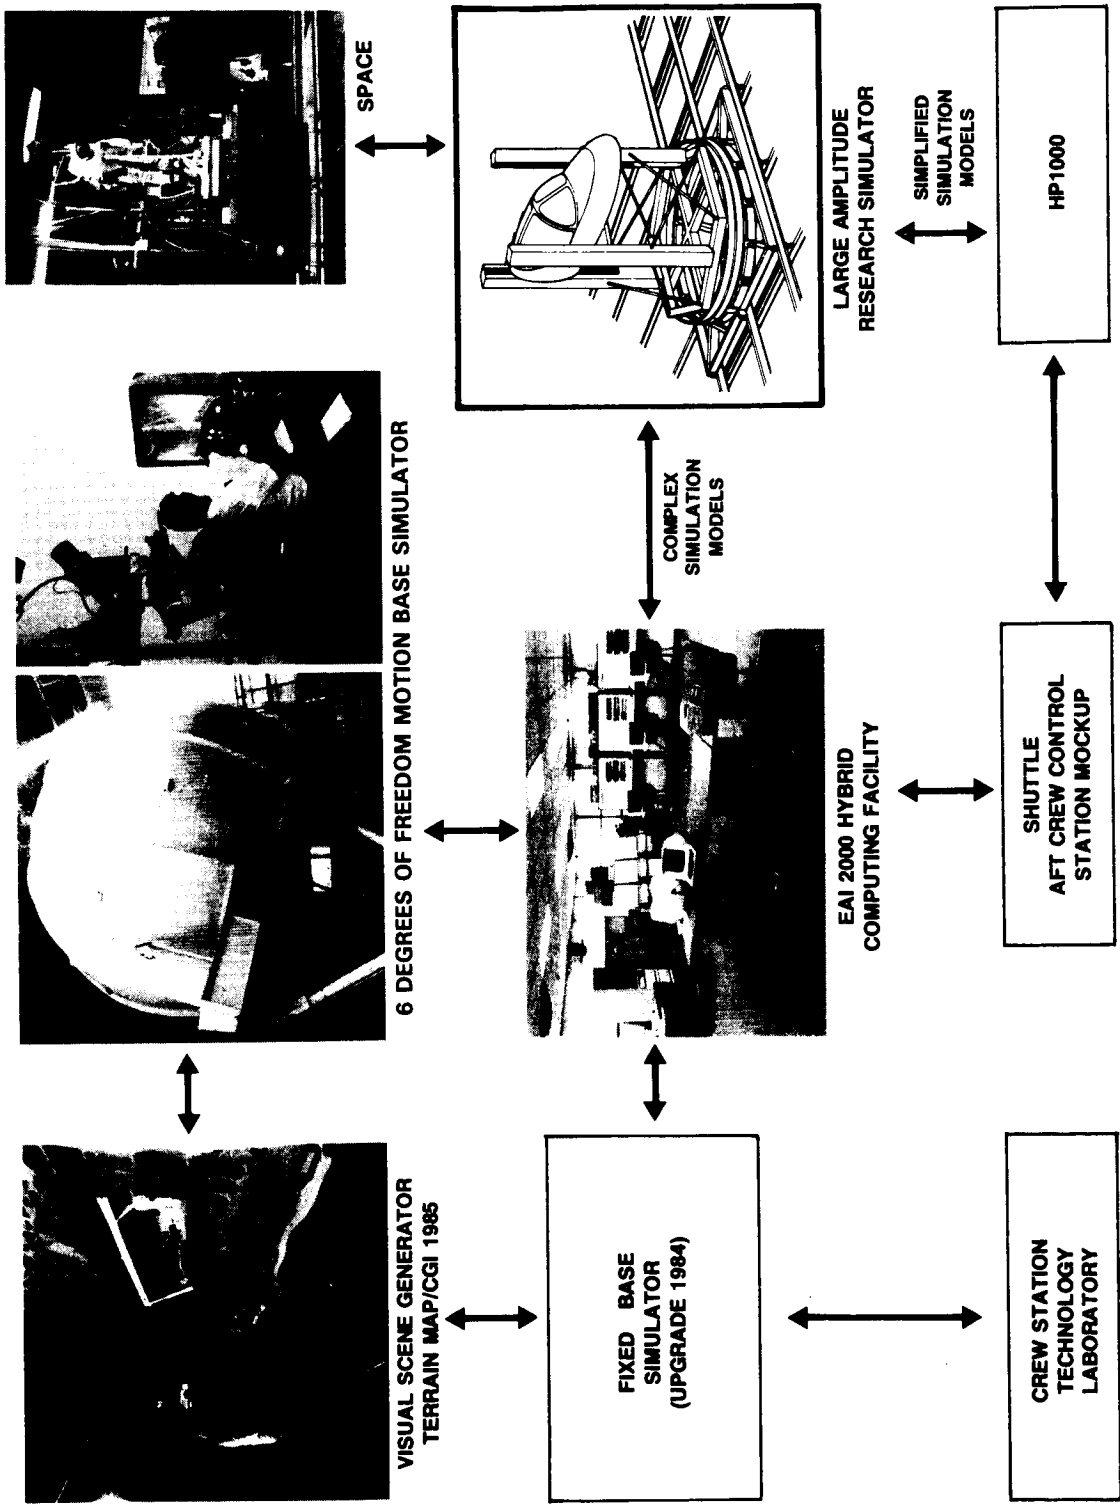 VISUAL SCENE GENERATOR
TERRAIN MAP/CGI 1985
6 DEGREES OF FREEDOM MOTION BASE SIMULATOR
SPACE
FIXED BASE
SIMULATOR
(UPGRADE 1984)
EAI 2000 HYBRID
COMPUTING FACILITY
COMPLEX
SIMULATION
MODELS
LARGE AMPLITUDE
RESEARCH SIMULATOR
SIMPLIFIED
SIMULATION
MODELS
CREW STATION
TECHNOLOGY
LABORATORY
SHUTTLE
AFT CREW CONTROL
STATION MOCKUP
HP1000